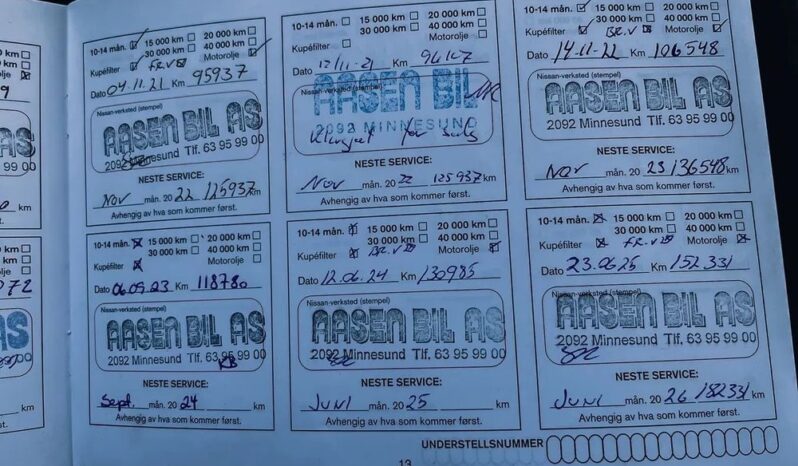 10-14 mån. 15 000 km 20 000 km
30 000 km 40 000 km
Kupéfilter FR.V Motorolje
Dato 04.11.21 Km 95937
Nissan-verksted (stempel)
AASEN BIL AS
2092 Minnesund Tlf. 63 95 99 00
NESTE SERVICE:
Nov mån. 20 22 125937 km
Avhengig av hva som kommer først.
10-14 mån. 15 000 km 20 000 km
30 000 km 40 000 km
Kupéfilter Motorolje
Dato 12/11-21 Km 96167
Nissan-verksted (stempel)
AASEN BIL
2092 MINNESUND
Klargjort for salg
NESTE SERVICE:
Nov mån. 20 22 125937 km
Avhengig av hva som kommer først.
10-14 mån. 15 000 km 20 000 km
30 000 km 40 000 km
Kupéfilter BR.V Motorolje
Dato 14-11-22 Km 106548
Nissan-verksted (stempel)
AASEN BIL AS
2092 Minnesund Tlf. 63 95 99 00
NESTE SERVICE:
Nov mån. 20 23 136548 km
Avhengig av hva som kommer først.
10-14 mån. 15 000 km 20 000 km
30 000 km 40 000 km
Kupéfilter Motorolje
Dato 06.09.23 Km 118780
Nissan-verksted (stempel)
AASEN BIL AS
2092 Minnesund Tlf. 63 95 99 00
NESTE SERVICE:
Sept. mån. 20 24 km
Avhengig av hva som kommer først.
10-14 mån. 15 000 km 20 000 km
30 000 km 40 000 km
Kupéfilter BR.V Motorolje
Dato 12.06.24 Km 130985
Nissan-verksted (stempel)
AASEN BIL AS
2092 Minnesund Tlf. 63 95 99 00
NESTE SERVICE:
JUNI mån. 20 25 km
Avhengig av hva som kommer først.
10-14 mån. 15 000 km 20 000 km
30 000 km 40 000 km
Kupéfilter FR.V Motorolje
Dato 23.06.25 Km 152331
Nissan-verksted (stempel)
AASEN BIL AS
2092 Minnesund Tlf. 63 95 99 00
NESTE SERVICE:
JUNI mån. 20 26 182331 km
Avhengig av hva som kommer først.
UNDERSTELLSNUMMER
13